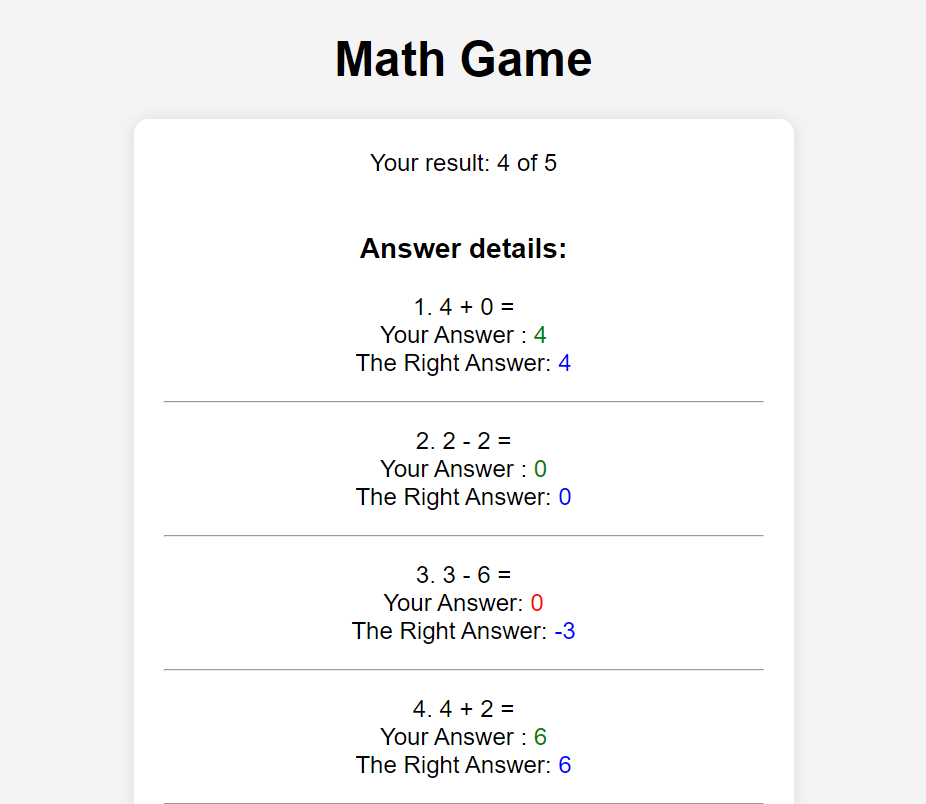 Math Game
Your result: 4 of 5
Answer details:
1. 4 + 0 =
Your Answer : 4
The Right Answer: 4
2. 2 - 2 =
Your Answer : 0
The Right Answer: 0
3. 3 - 6 =
Your Answer: 0
The Right Answer: -3
4. 4 + 2 =
Your Answer : 6
The Right Answer: 6